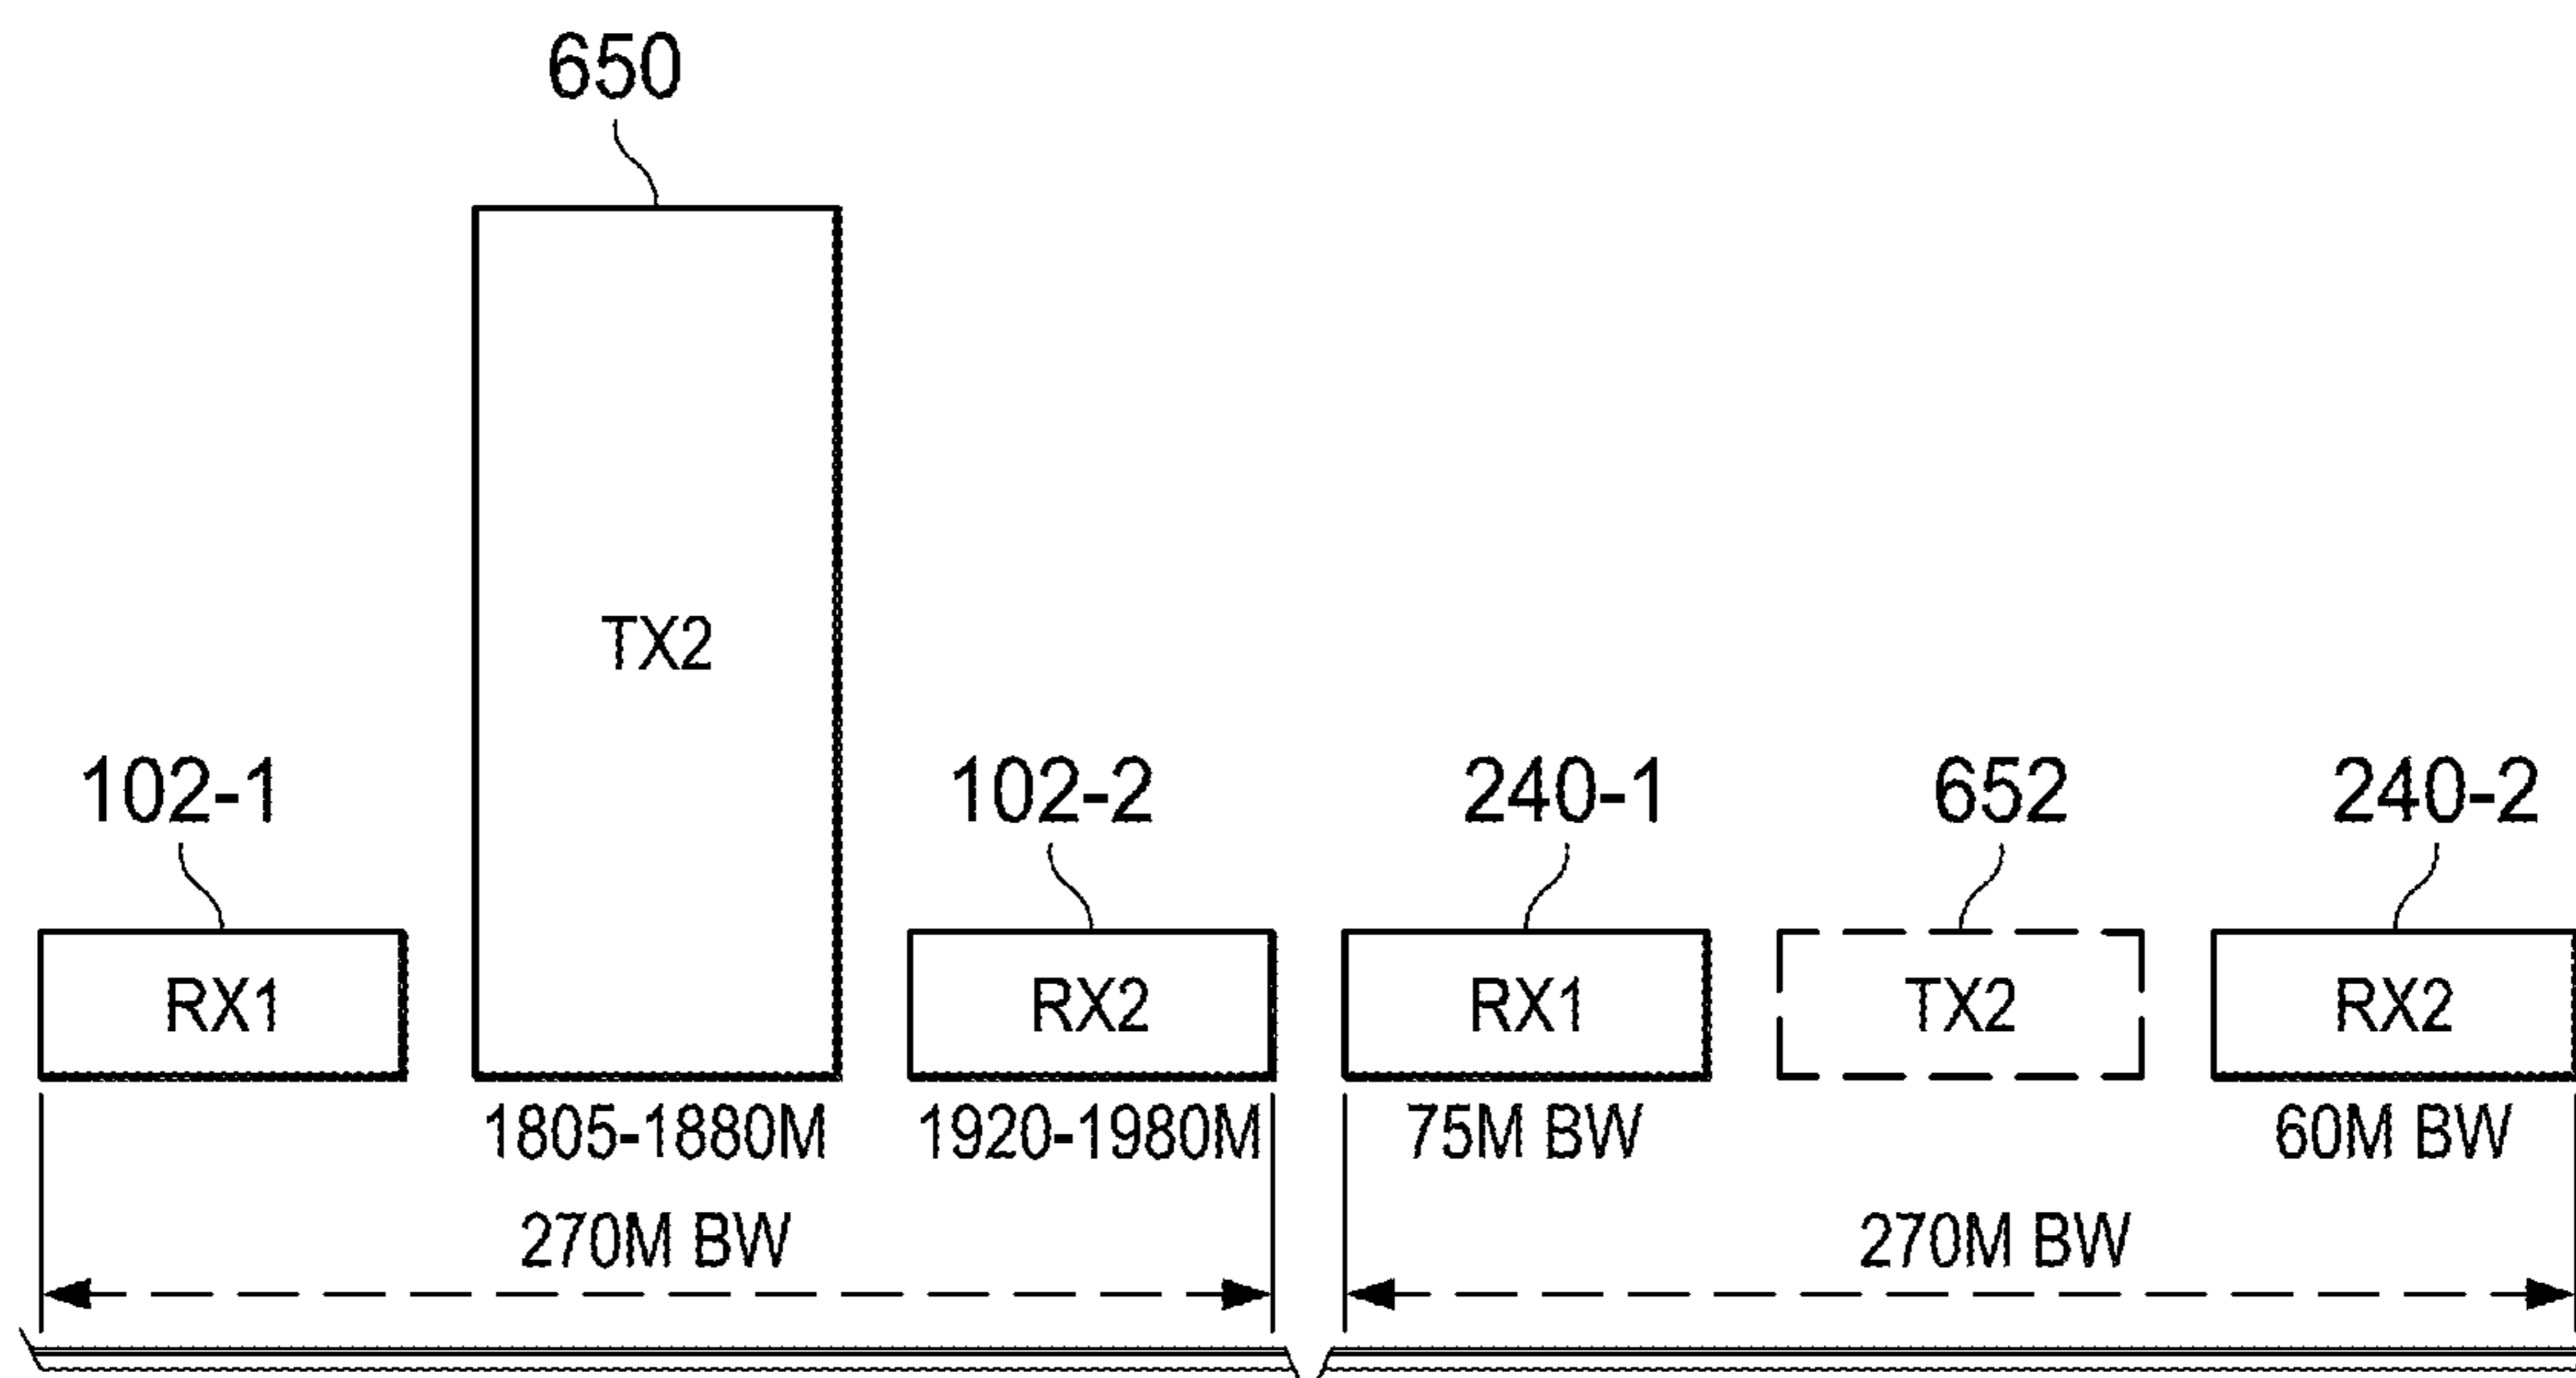 650
TX2
102-1
102-2
240-1
652
240-2
RX1
RX2
RX1
TX2
RX2
1805-1880M
1920-1980M
75M BW
60M BW
270M BW
270M BW